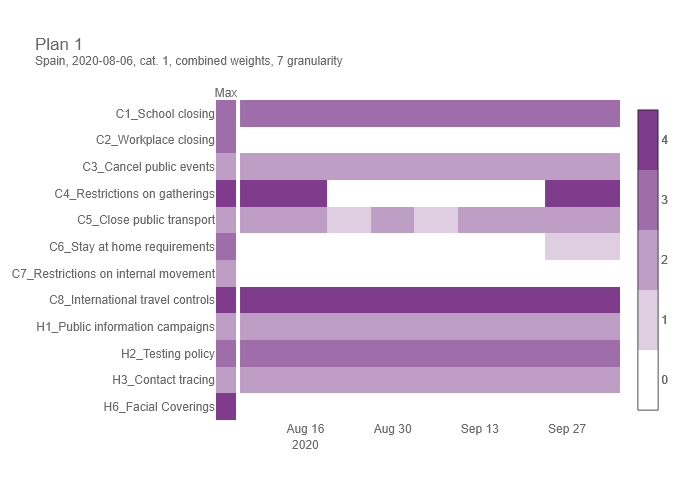 Plan 1
Spain, 2020-08-06, cat. 1, combined weights, 7 granularity
Max
C1_School closing
C2_Workplace closing
C3_Cancel public events
C4_Restrictions on gatherings
C5_Close public transport
C6_Stay at home requirements
C7_Restrictions on internal movement
C8_International travel controls
H1_Public information campaigns
H2_Testing policy
H3_Contact tracing
H6_Facial Coverings
Aug 16
2020
Aug 30
Sep 13
Sep 27
4
3
2
1
0